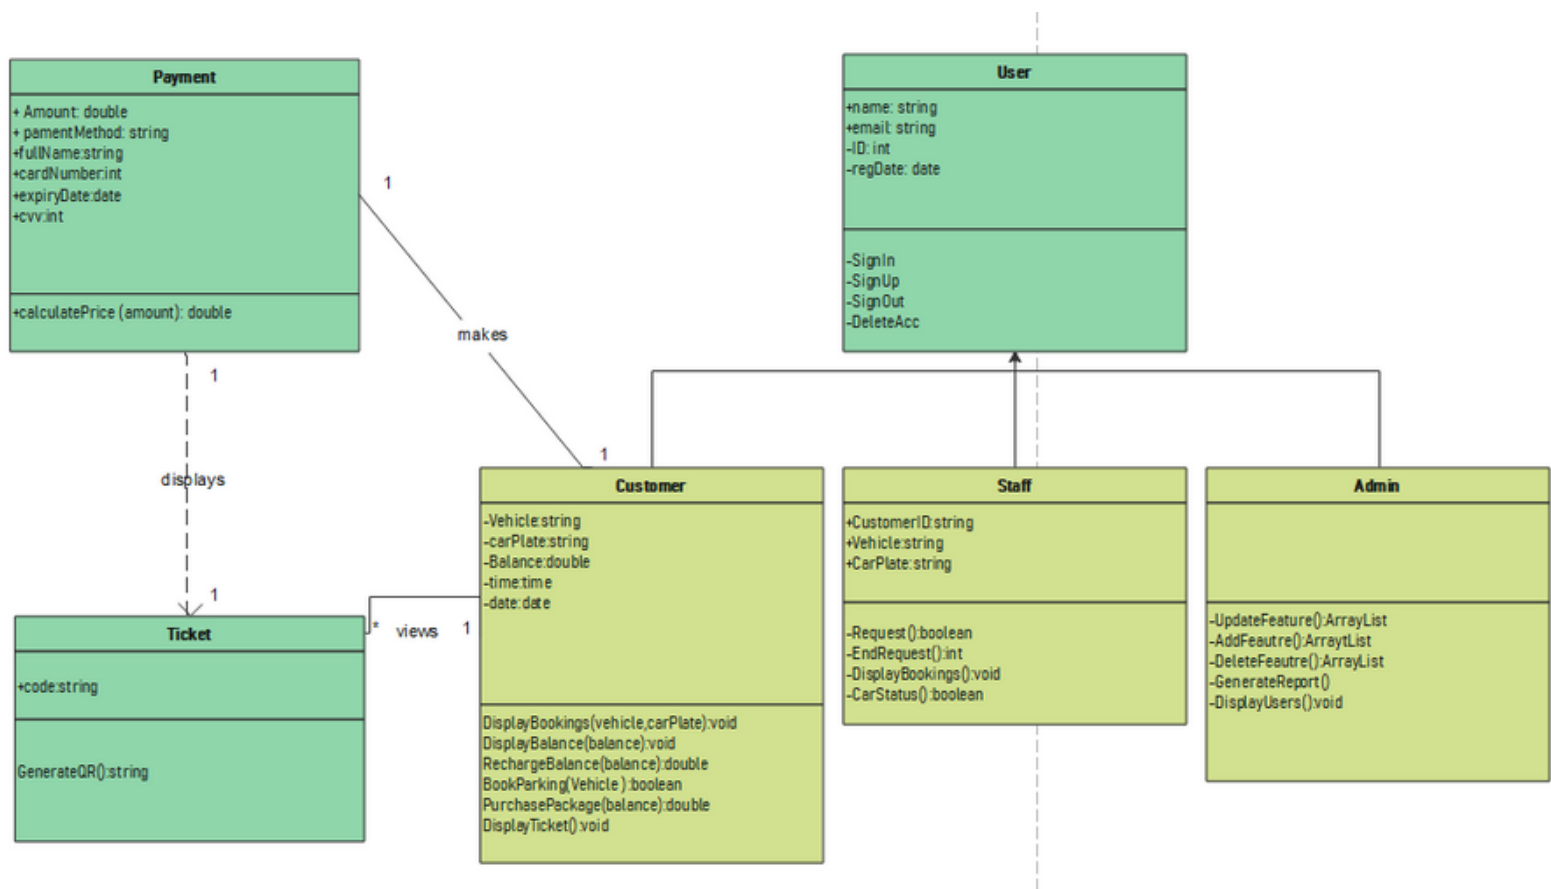 Payment
+ Amount: double
+ pamentMethod: string
+fullName:string
+cardNumber:int
+expiryDate:date
+cvv:int
+calculatePrice (amount): double
User
+name: string
+email: string
-ID: int
-regDate: date
-SignIn
-SignUp
-SignOut
-DeleteAcc
1
makes
1
1
displays
1
Ticket
+code:string
GenerateQR():string
* views 1
Customer
-Vehicle:string
-carPlate:string
-Balance:double
-time:time
-date:date
DisplayBookings(vehicle,carPlate):void
DisplayBalance(balance):void
RechargeBalance(balance):double
BookParking(Vehicle ):boolean
PurchasePackage(balance):double
DisplayTicket():void
Staff
+CustomerID:string
+Vehicle:string
+CarPlate:string
-Request():boolean
-EndRequest():int
-DisplayBookings():void
-CarStatus():boolean
Admin
-UpdateFeature():ArrayList
-AddFeautre():ArraytList
-DeleteFeautre():ArrayList
-GenerateReport()
-DisplayUsers():void